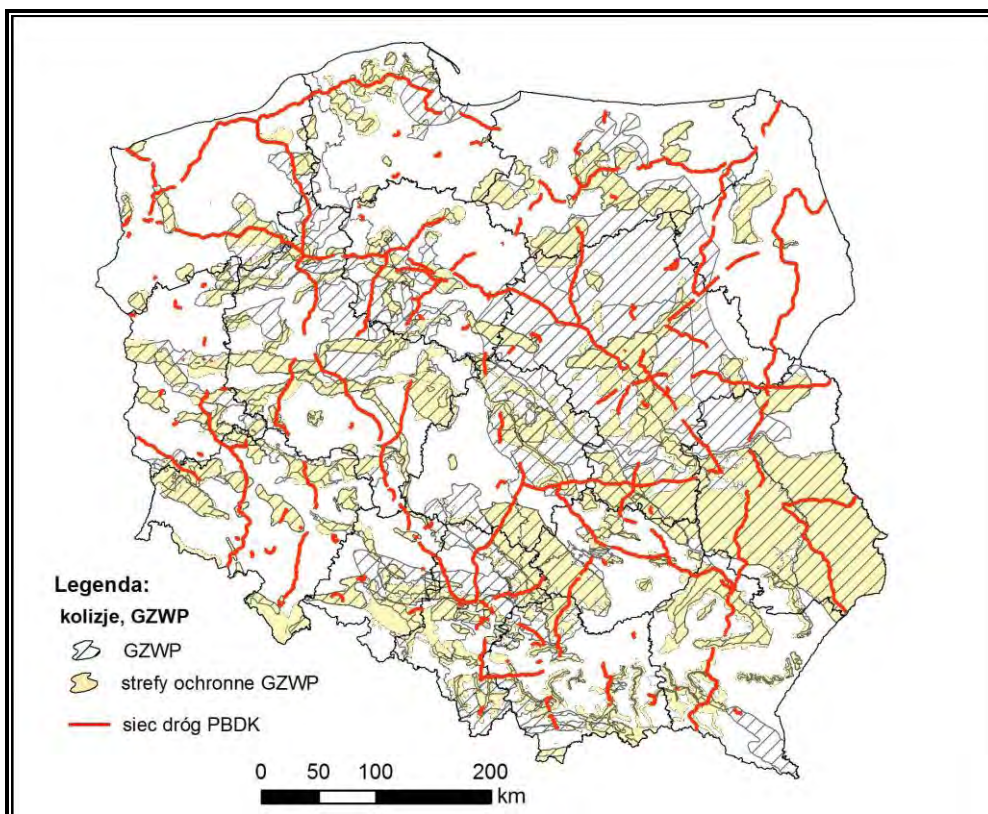 Legenda:
kolizje, GZWP
GZWP
strefy ochronne GZWP
siec dróg PBDK
0 50 100 200
km